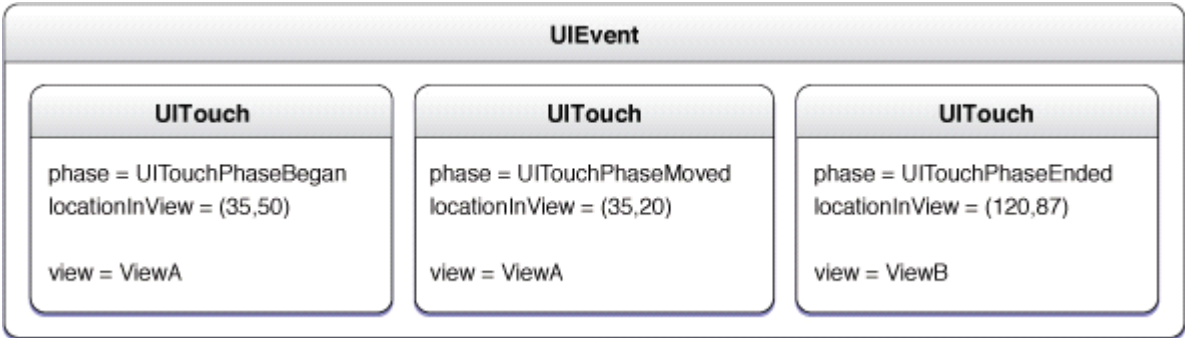 UIEvent
UITouch
phase = UITouchPhaseBegan
locationInView = (35,50)
view = ViewA
UITouch
phase = UITouchPhaseMoved
locationInView = (35,20)
view = ViewA
UITouch
phase = UITouchPhaseEnded
locationInView = (120,87)
view = ViewB